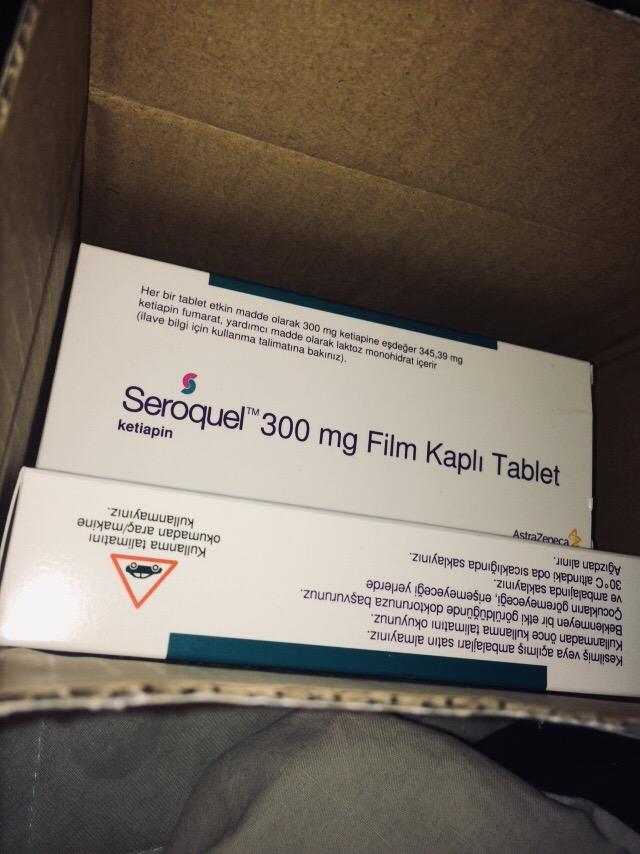 Her bir tablet etkin madde olarak 300 mg ketiapine eşdeğer 345,39 mg
ketiapin fumarat, yardımcı madde olarak laktoz monohidrat içerir
(ilave bilgi için kullanma talimatına bakınız).
Seroquel™ 300 mg Film Kaplı Tablet
ketiapin
AstraZeneca
Kullanma talimatını
okumadan araç/makine
kullanmayınız.
Kesilmiş veya açılmış ambalajları satın almayınız.
Kullanmadan önce kullanma talimatını okuyunuz.
Beklenmeyen bir etki görüldüğünde doktorunuza başvurunuz.
Çocukların göremeyeceği, erişemeyeceği yerlerde
ve ambalajında saklayınız.
30°C altındaki oda sıcaklığında saklayınız.
Ağızdan alınır.